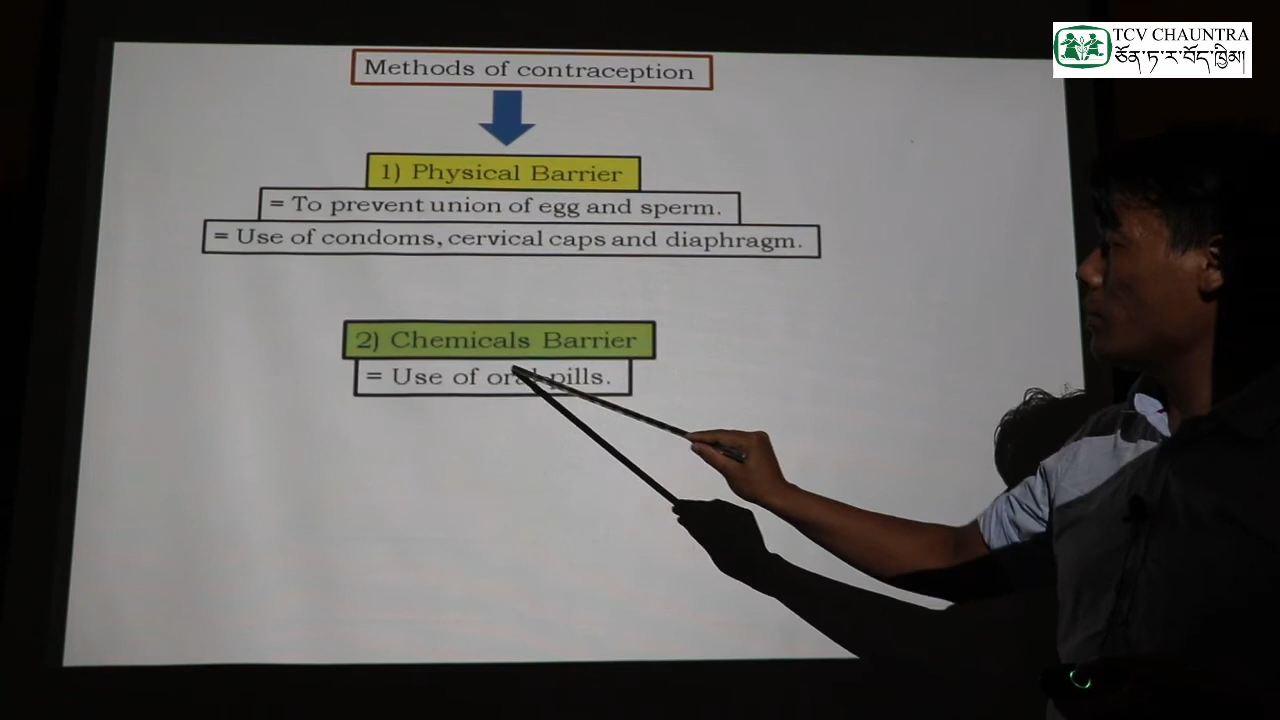 TCV CHAUNTRA
ཅོན་ཏ་ར་བོད་ཁྱིམ།
Methods of contraception
1) Physical Barrier
= To prevent union of egg and sperm.
= Use of condoms, cervical caps and diaphragm.
2) Chemicals Barrier
= Use of oral pills.